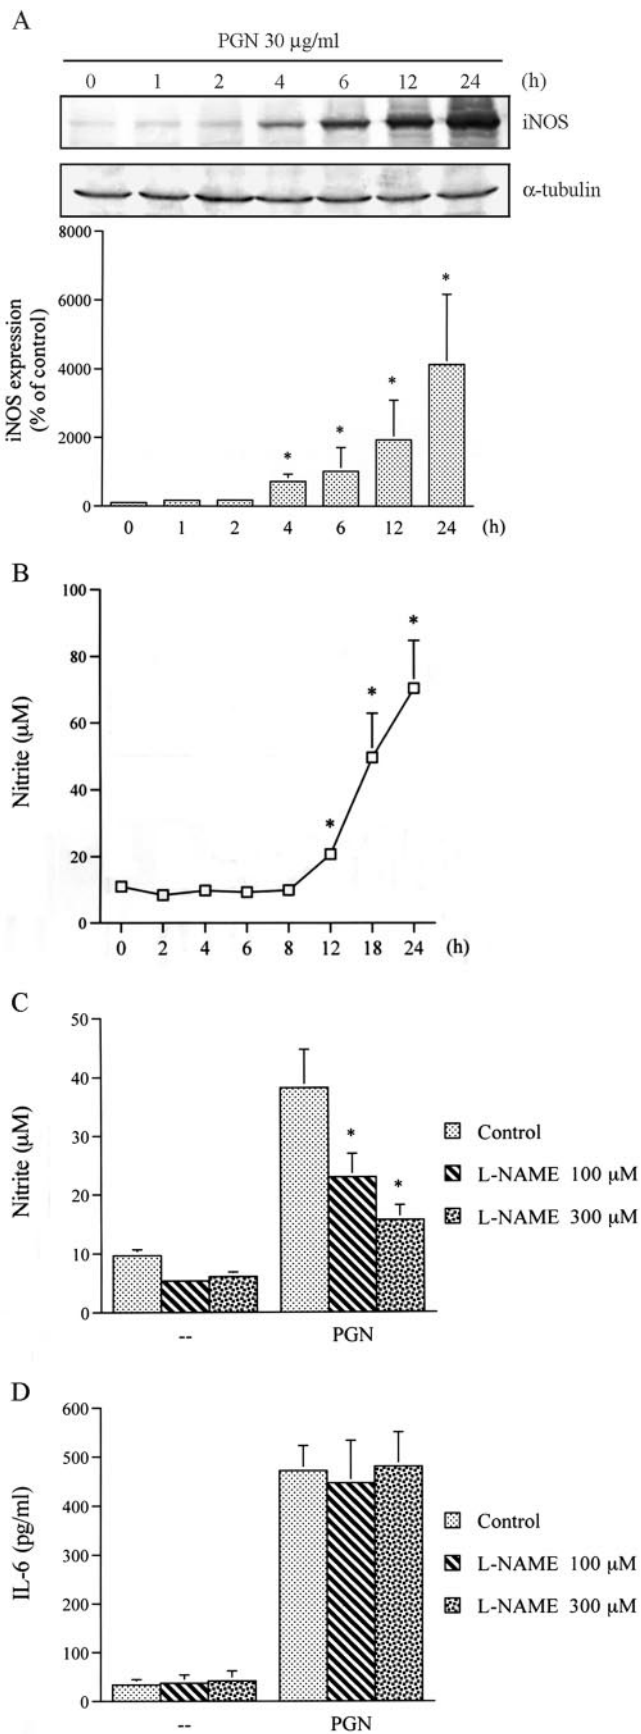 A
PGN 30 µg/ml
0 1 2 4 6 12 24 (h)
iNOS
α-tubulin
iNOS expression
(% of control)
8000
6000
4000
2000
0
* * * *
0 1 2 4 6 12 24 (h)
B
Nitrite (µM)
100
80
60
40
20
0
* * *
0 2 4 6 8 12 18 24 (h)
C
Nitrite (µM)
50
40
30
20
10
0
* *
-- PGN
Control
L-NAME 100 µM
L-NAME 300 µM
D
IL-6 (pg/ml)
600
500
400
300
200
100
0
-- PGN
Control
L-NAME 100 µM
L-NAME 300 µM